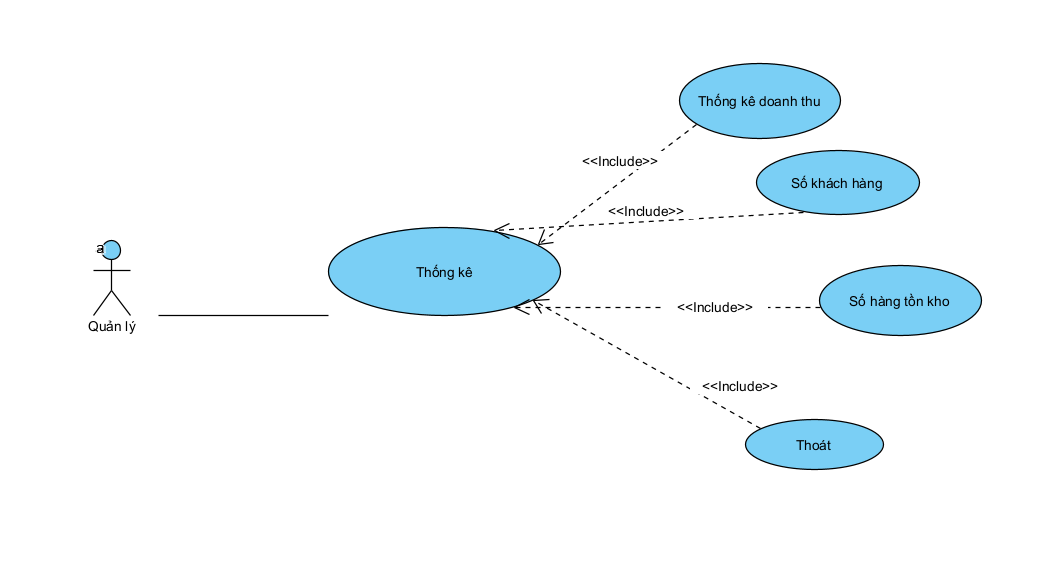 Thống kê doanh thu
<<Include>>
Số khách hàng
<<Include>>
a
Thống kê
Số hàng tồn kho
<<Include>>
Quản lý
<<Include>>
Thoát